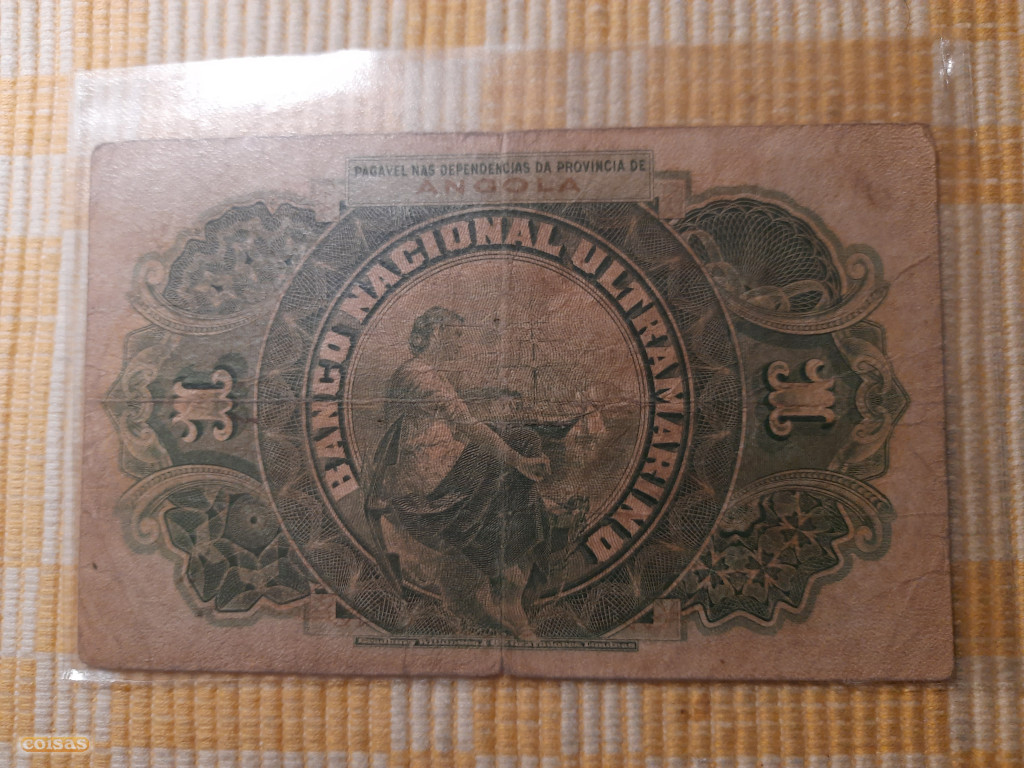 PAGAVEL NAS DEPENDENCIAS DA PROVINCIA DE
ANGOLA
BANCO NACIONAL ULTRAMARINO
1 1
coisas